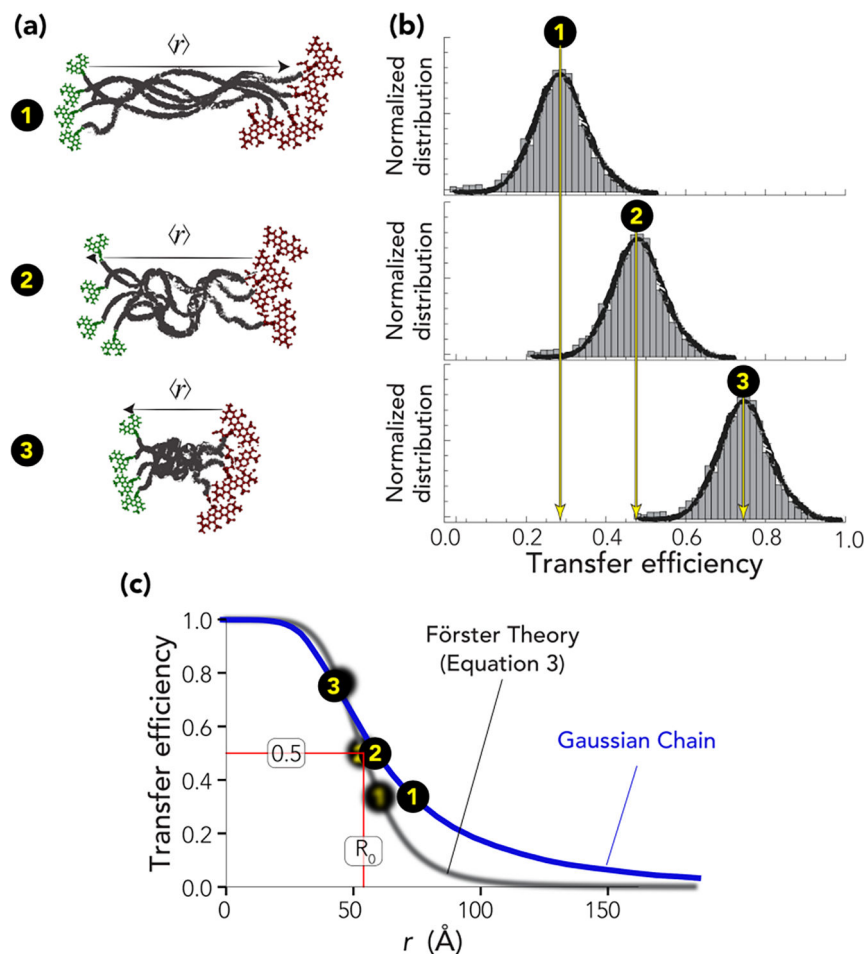 (a)
⟨r⟩
1
⟨r⟩
2
⟨r⟩
3
(b)
1
Normalized
distribution
2
Normalized
distribution
3
Normalized
distribution
0.0 0.2 0.4 0.6 0.8 1.0
Transfer efficiency
(c)
1.0
0.8
0.6
0.4
0.2
0.0
Transfer efficiency
Förster Theory
(Equation 3)
Gaussian Chain
3
2
1
1
0.5
R₀
0 50 100 150
r (Å)